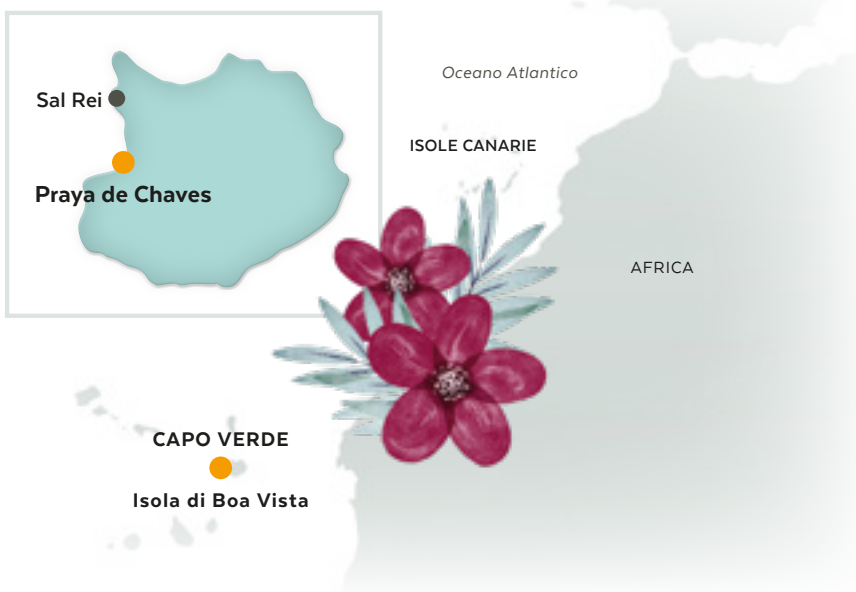 Sal Rei
Praya de Chaves
Oceano Atlantico
ISOLE CANARIE
AFRICA
CAPO VERDE
Isola di Boa Vista